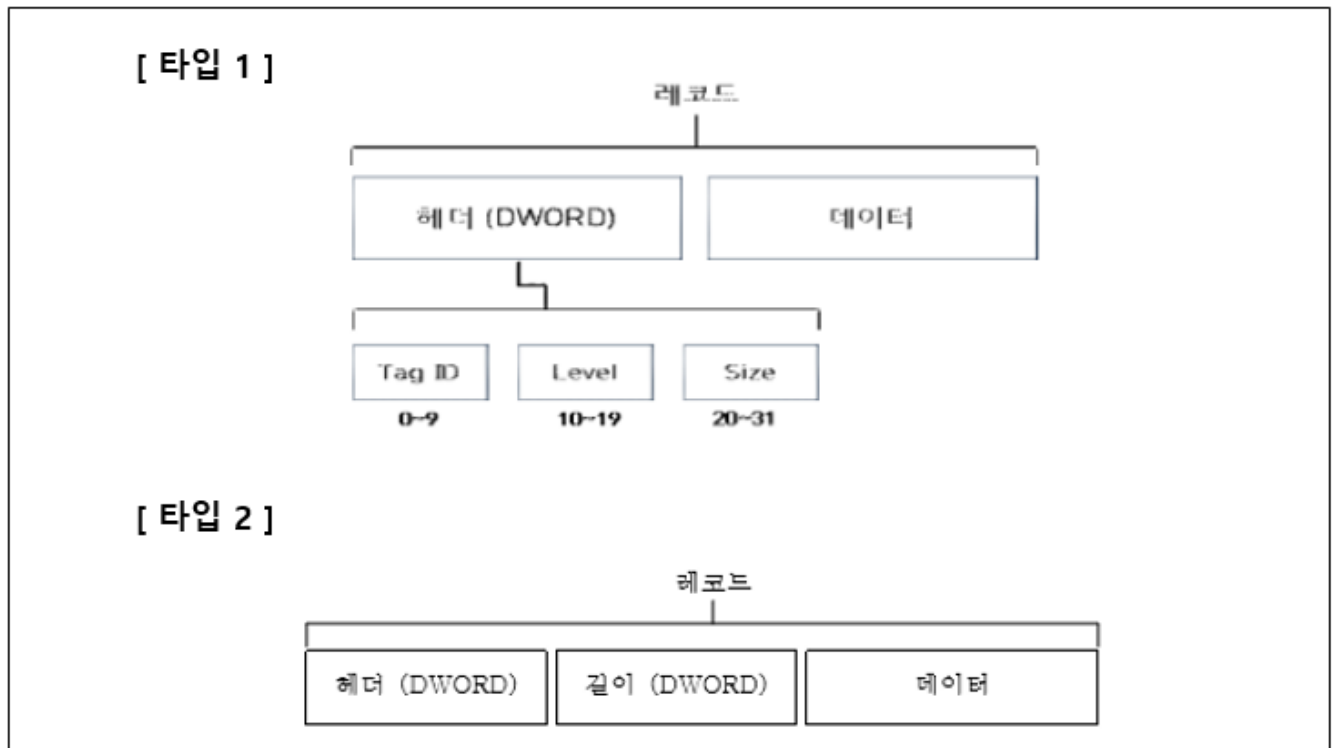 [ 타입 1 ]
레코드
헤더 (DWORD)
데이터
Tag ID
Level
Size
0~9
10~19
20~31
[ 타입 2 ]
레코드
헤더 (DWORD)
길이 (DWORD)
데이터